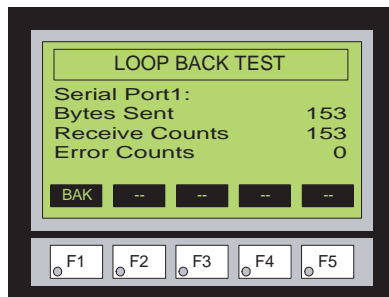 LOOP BACK TEST
Serial Port1:
Bytes Sent 153
Receive Counts 153
Error Counts 0
BAK -- -- -- --
F1 F2 F3 F4 F5